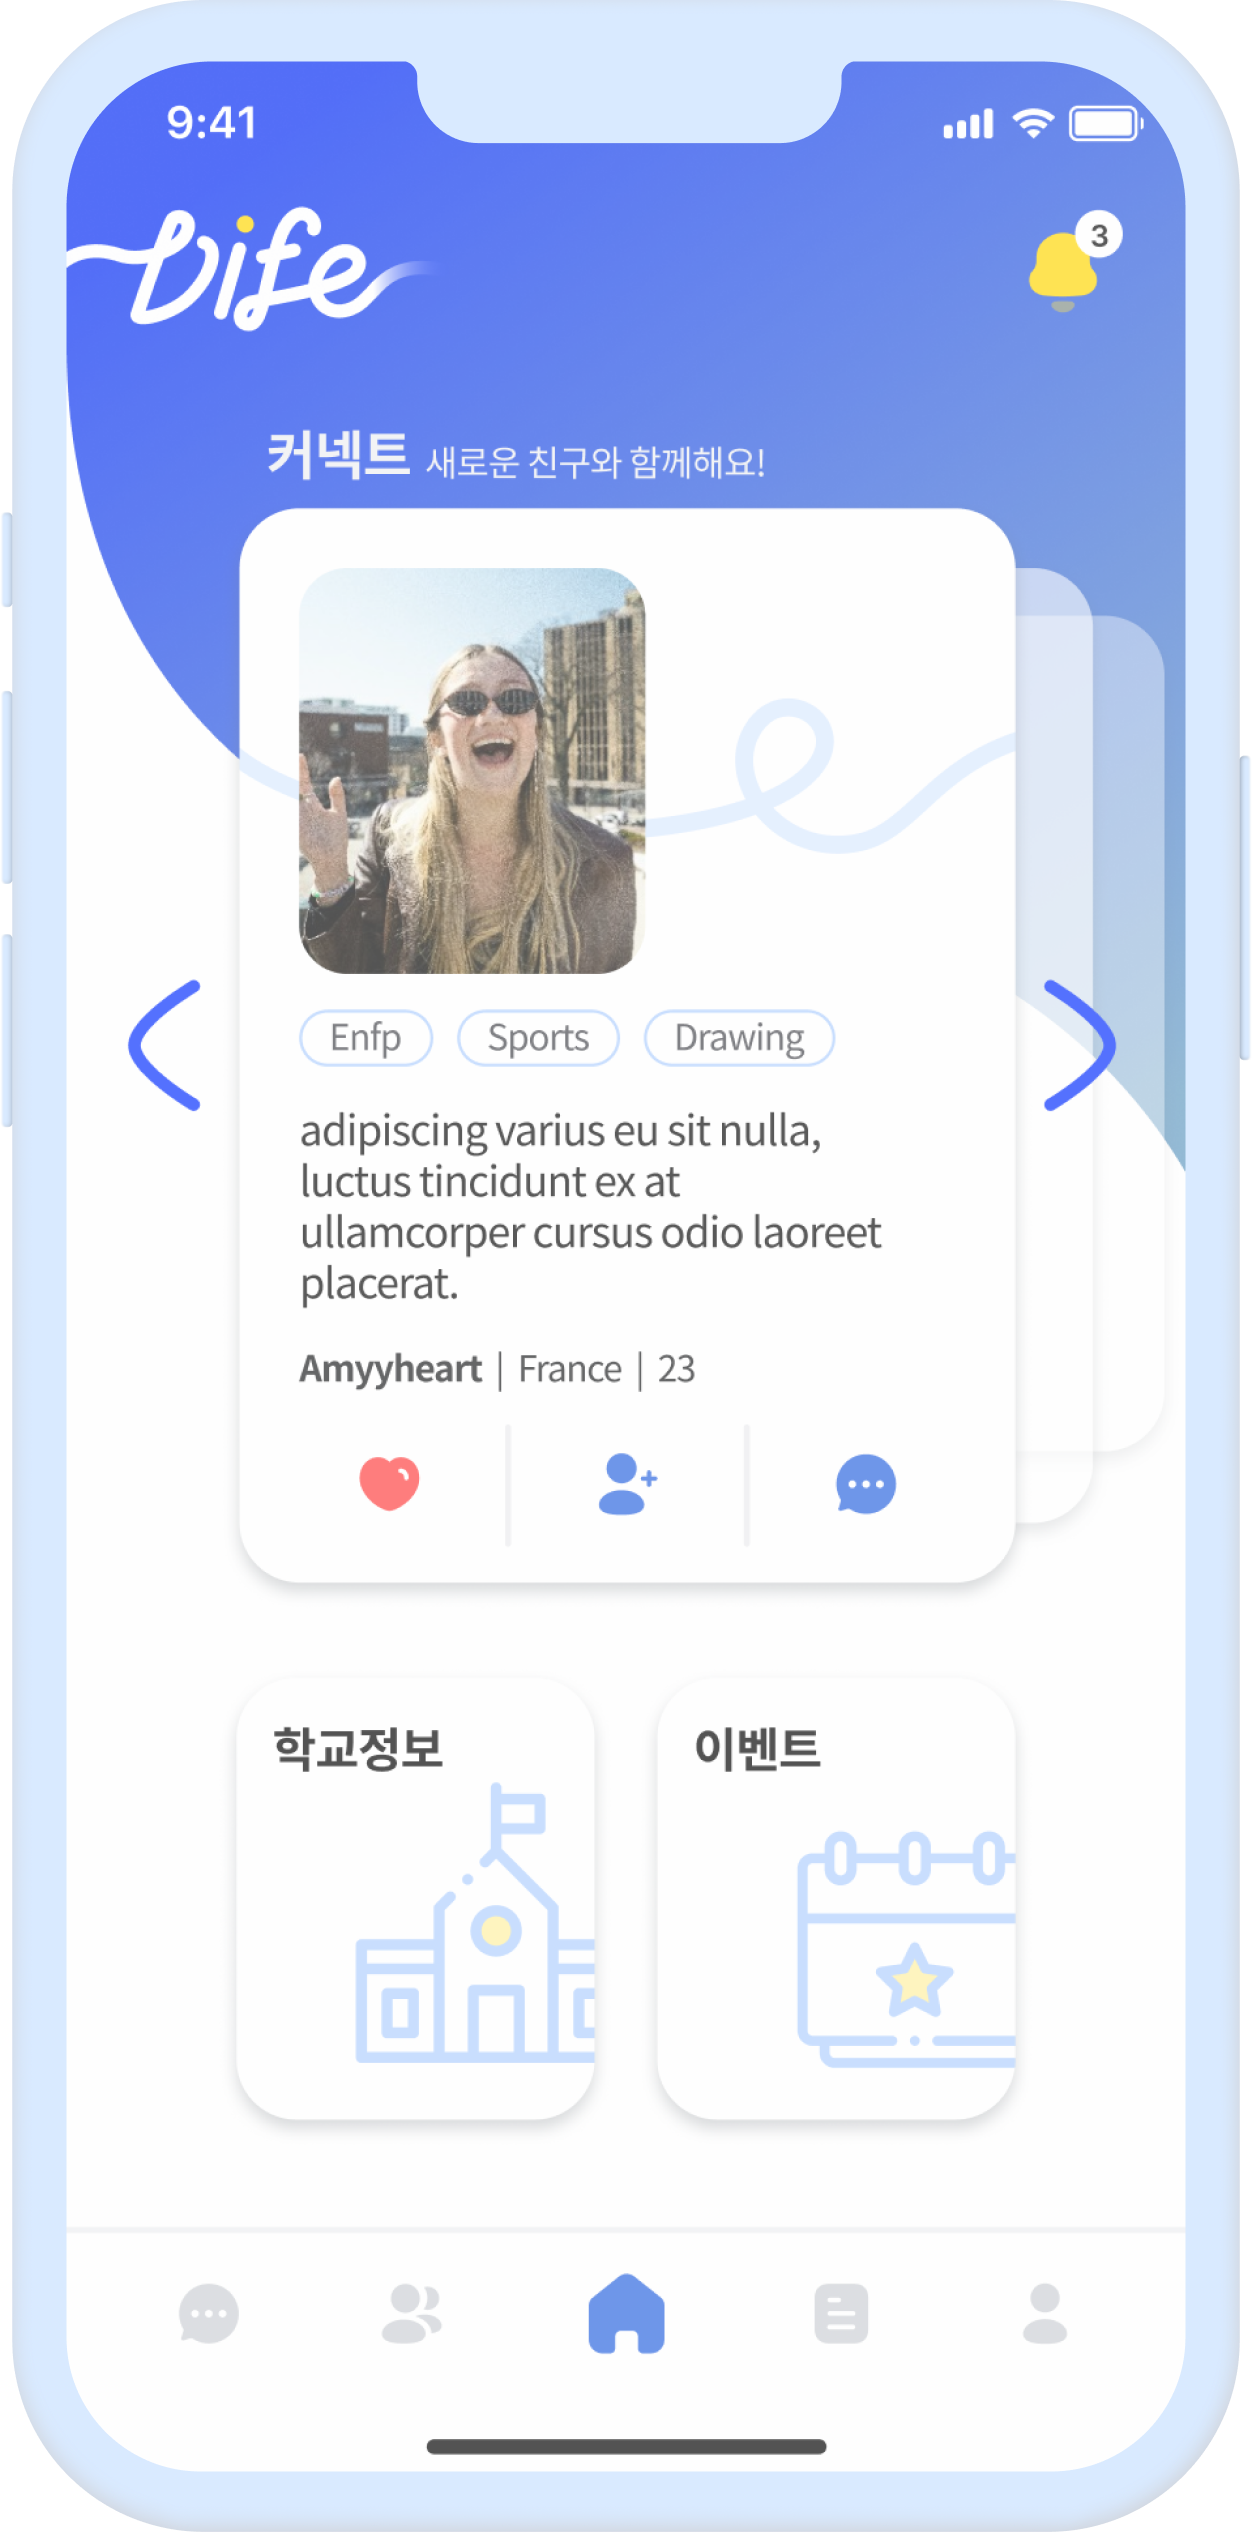 9:41
Dife
3
커넥트 새로운 친구와 함께해요!
Enfp Sports Drawing
adipiscing varius eu sit nulla,
luctus tincidunt ex at
ullamcorper cursus odio laoreet
placerat.
Amyyheart | France | 23
학교정보 이벤트